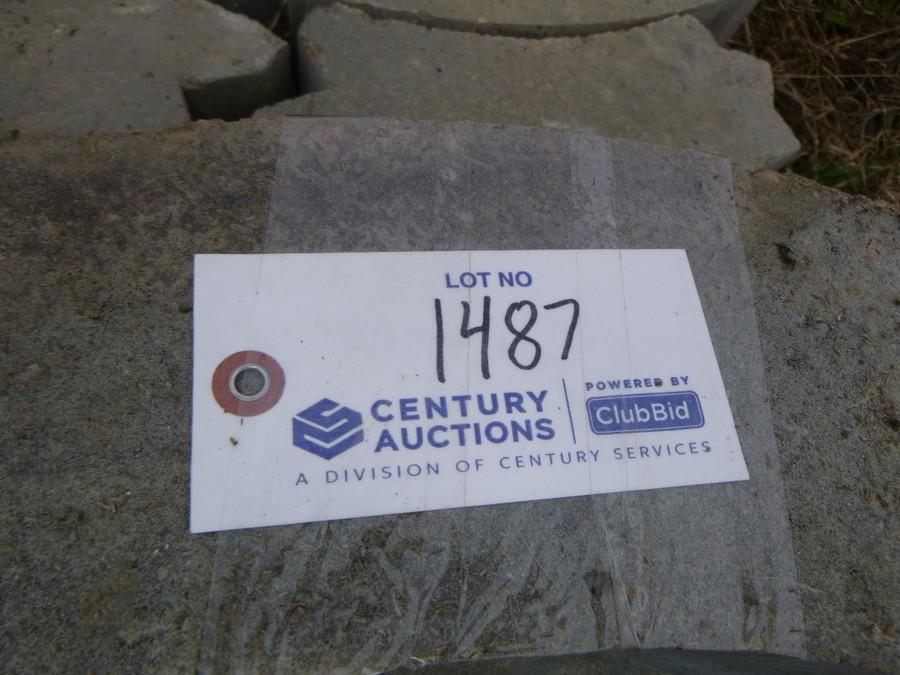 LOT NO
1487
CENTURY
AUCTIONS
POWERED BY
ClubBid
A DIVISION OF CENTURY SERVICES